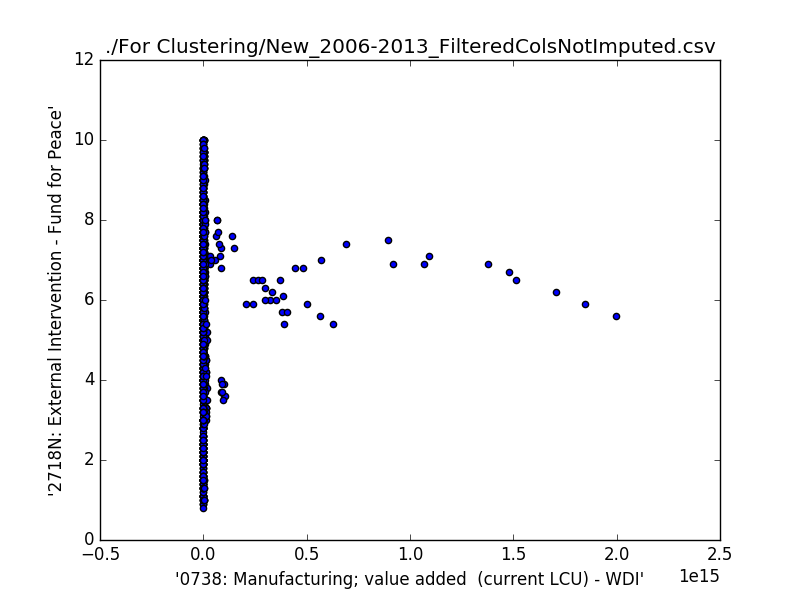 ./For Clustering/New_2006-2013_FilteredColsNotImputed.csv
12
10
8
6
4
2
0
'2718N: External Intervention - Fund for Peace'
−0.5 0.0 0.5 1.0 1.5 2.0 2.5
1e15
'0738: Manufacturing; value added  (current LCU) - WDI'